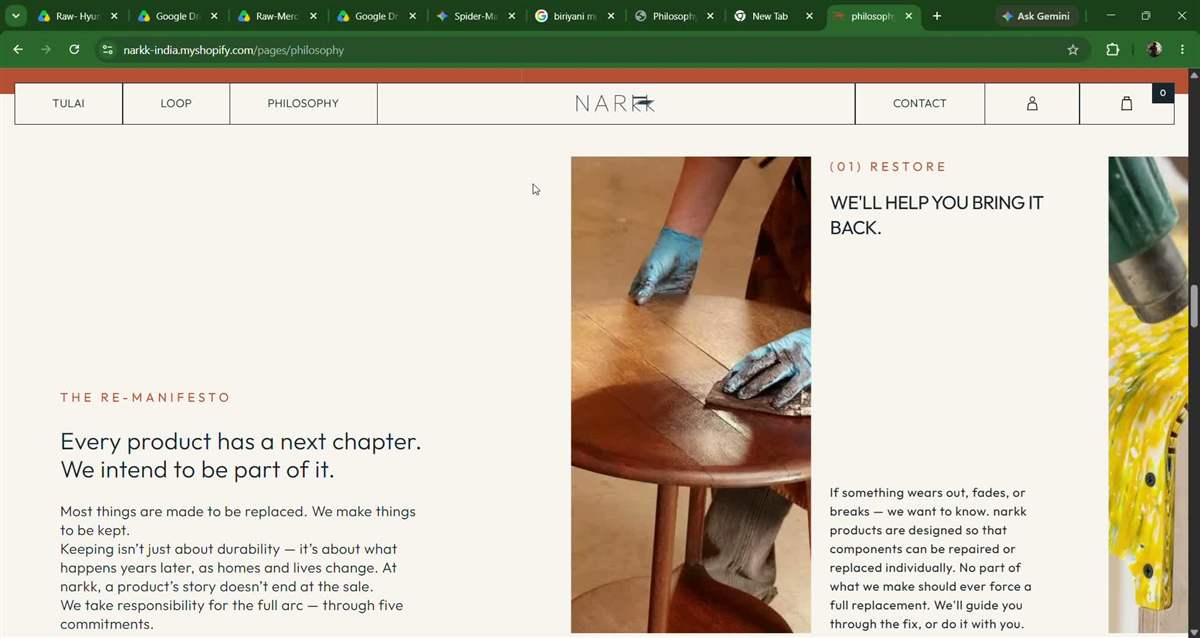 Raw- Hyun
Google Dr
Raw-Merc
Google Dr
Spider-Ma
biriyani m
Philosophy
New Tab
philosophy
Ask Gemini
narkk-india.myshopify.com/pages/philosophy
TULAI
LOOP
PHILOSOPHY
NARKK
CONTACT
0
THE RE-MANIFESTO
Every product has a next chapter.
We intend to be part of it.
Most things are made to be replaced. We make things
to be kept.
Keeping isn't just about durability — it's about what
happens years later, as homes and lives change. At
narkk, a product's story doesn't end at the sale.
We take responsibility for the full arc — through five
commitments.
(01) RESTORE
WE'LL HELP YOU BRING IT
BACK.
If something wears out, fades, or
breaks — we want to know. narkk
products are designed so that
components can be repaired or
replaced individually. No part of
what we make should ever force a
full replacement. We'll guide you
through the fix, or do it with you.